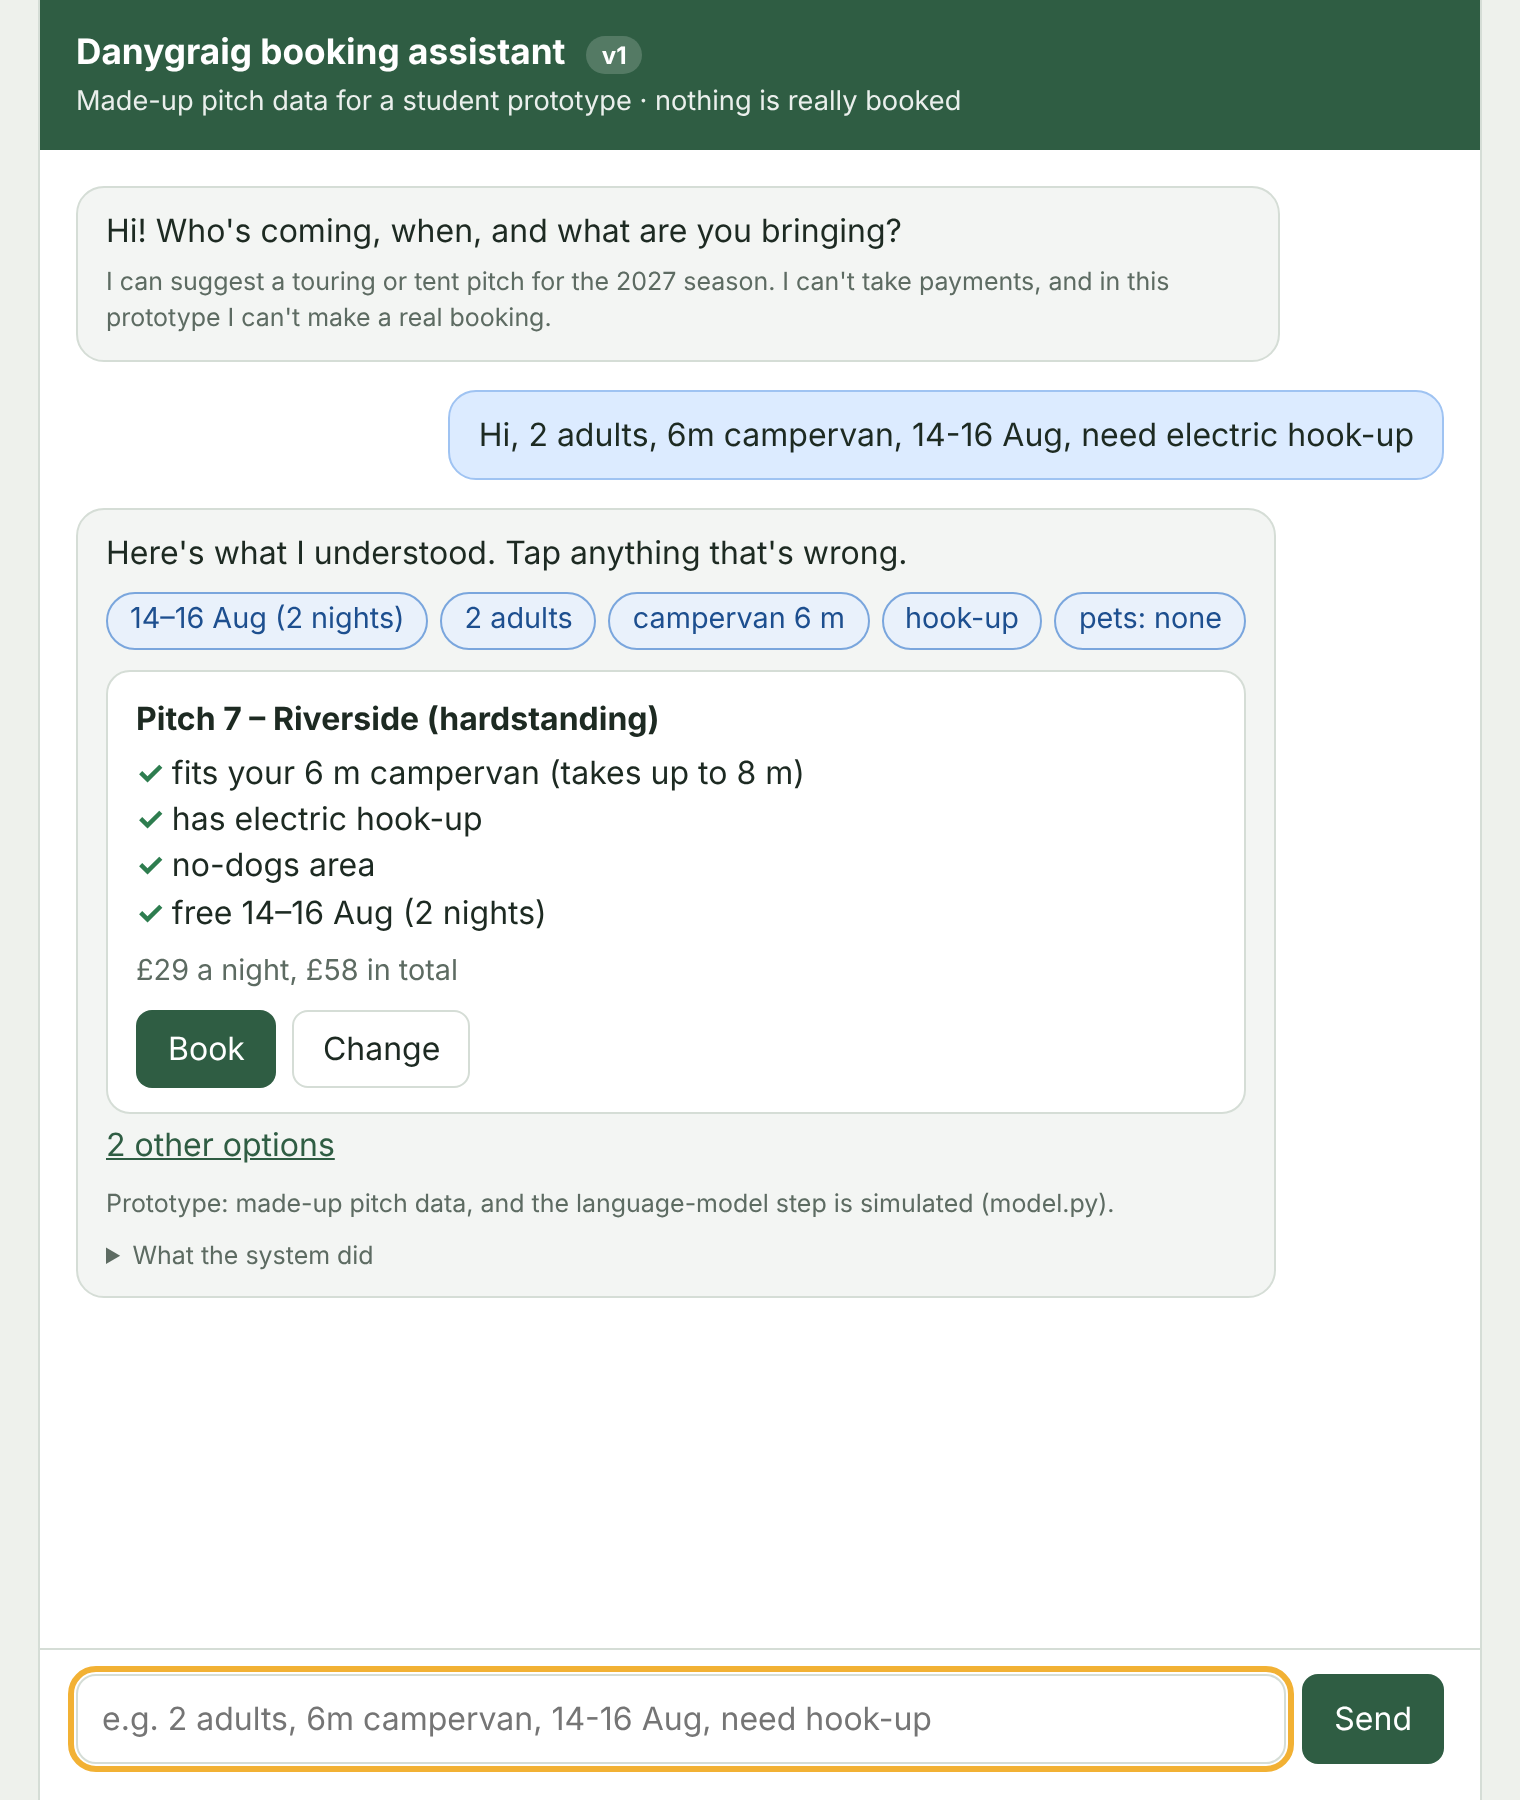 Danygraig booking assistant v1
Made-up pitch data for a student prototype · nothing is really booked
Hi! Who's coming, when, and what are you bringing?
I can suggest a touring or tent pitch for the 2027 season. I can't take payments, and in this
prototype I can't make a real booking.
Hi, 2 adults, 6m campervan, 14-16 Aug, need electric hook-up
Here's what I understood. Tap anything that's wrong.
14–16 Aug (2 nights) 2 adults campervan 6 m hook-up pets: none
Pitch 7 – Riverside (hardstanding)
✓ fits your 6 m campervan (takes up to 8 m)
✓ has electric hook-up
✓ no-dogs area
✓ free 14–16 Aug (2 nights)
£29 a night, £58 in total
Book Change
2 other options
Prototype: made-up pitch data, and the language-model step is simulated (model.py).
▶ What the system did
e.g. 2 adults, 6m campervan, 14-16 Aug, need hook-up Send